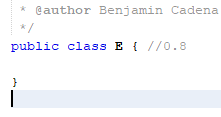 * @author Benjamin Cadena
*/
public class E { //0.8
}